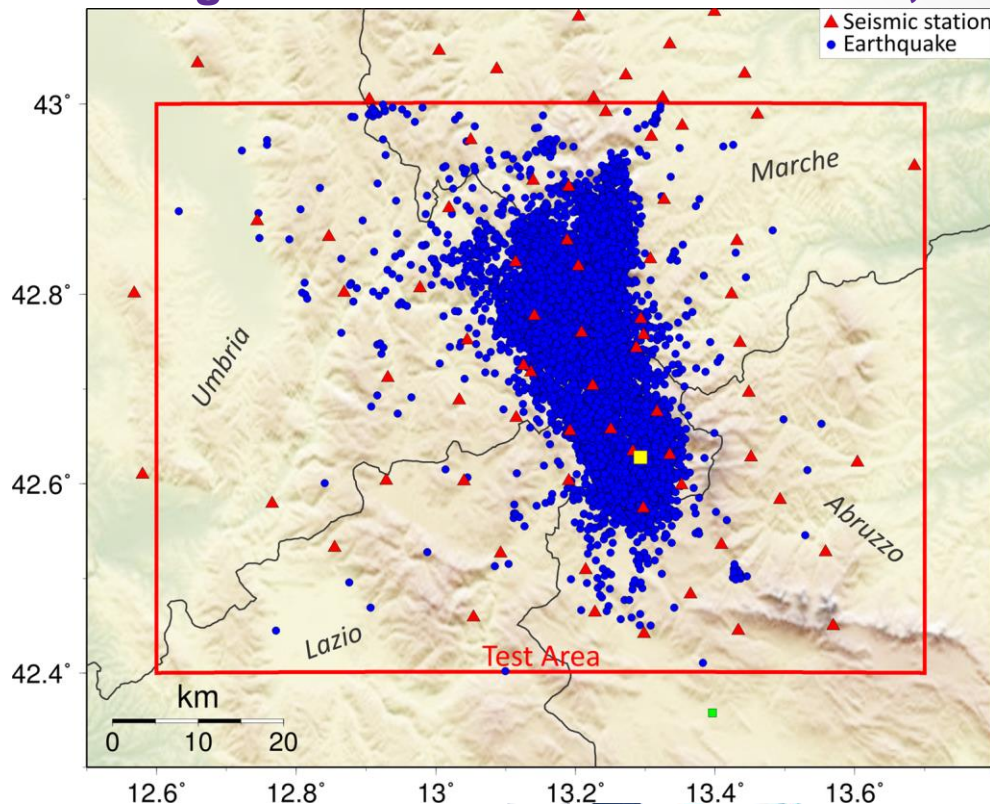 Seismic station
Earthquake
43°
Marche
42.8°
Umbria
42.6°
Abruzzo
Lazio
Test Area
42.4°
km
0 10 20
12.6° 12.8° 13° 13.2° 13.4° 13.6°